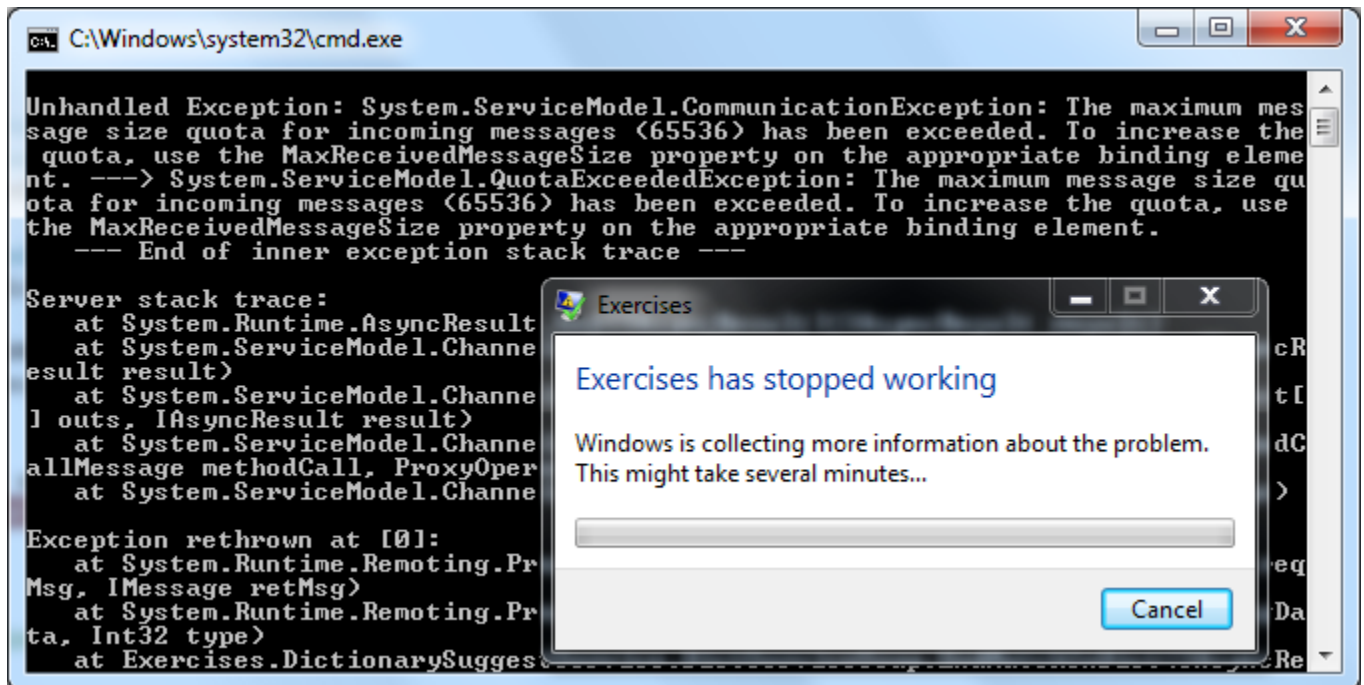 C:\Windows\system32\cmd.exe
Unhandled Exception: System.ServiceModel.CommunicationException: The maximum mes
sage size quota for incoming messages (65536) has been exceeded. To increase the
 quota, use the MaxReceivedMessageSize property on the appropriate binding eleme
nt. ---> System.ServiceModel.QuotaExceededException: The maximum message size qu
ota for incoming messages (65536) has been exceeded. To increase the quota, use
the MaxReceivedMessageSize property on the appropriate binding element.
   --- End of inner exception stack trace ---
Server stack trace:
   at System.Runtime.AsyncResult
   at System.ServiceModel.Channe cR
esult result)
   at System.ServiceModel.Channe t[
] outs, IAsyncResult result)
   at System.ServiceModel.Channe dC
allMessage methodCall, ProxyOper
   at System.ServiceModel.Channe )
Exception rethrown at [0]:
   at System.Runtime.Remoting.Pr eq
Msg, IMessage retMsg)
   at System.Runtime.Remoting.Pr Da
ta, Int32 type)
   at Exercises.DictionarySugges Re
Exercises
Exercises has stopped working
Windows is collecting more information about the problem.
This might take several minutes...
Cancel